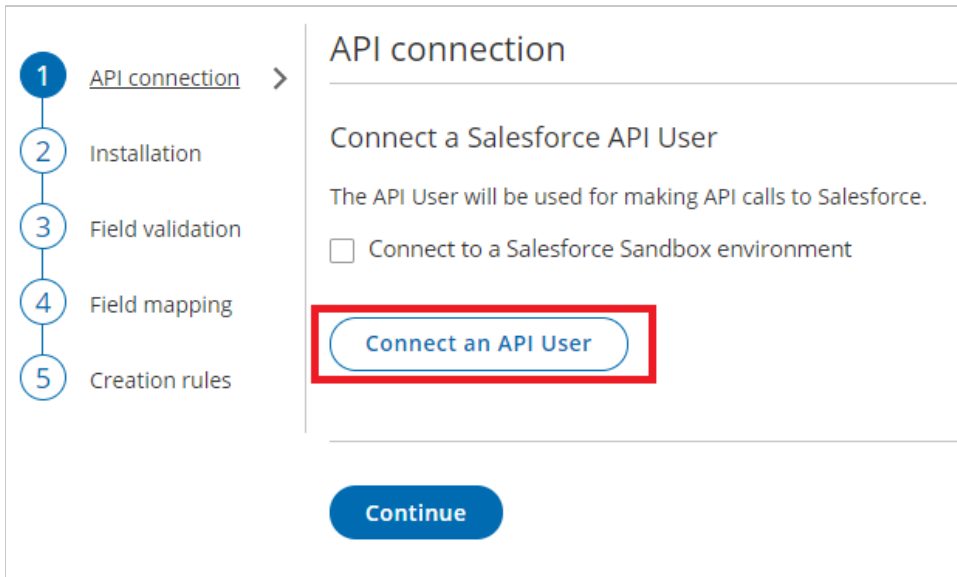 1 API connection
2 Installation
3 Field validation
4 Field mapping
5 Creation rules
API connection
Connect a Salesforce API User
The API User will be used for making API calls to Salesforce.
Connect to a Salesforce Sandbox environment
Connect an API User
Continue